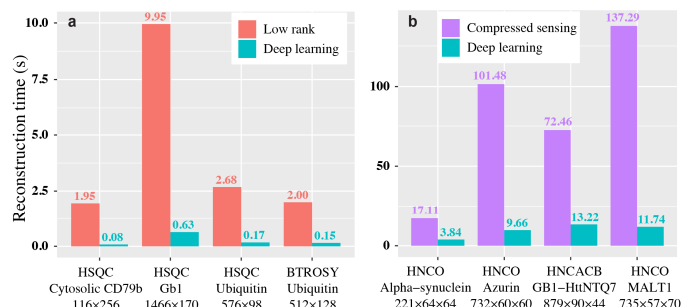 a
Reconstruction time (s)
10.0
7.5
5.0
2.5
0.0
Low rank
Deep learning
1.95
0.08
9.95
0.63
2.68
0.17
2.00
0.15
HSQC HSQC HSQC BTROSY
Cytosolic CD79b Gb1 Ubiquitin Ubiquitin
116×256 1466×170 576×98 512×128
b
100
50
0
Compressed sensing
Deep learning
17.11
3.84
101.48
9.66
72.46
13.22
137.29
11.74
HNCO HNCO HNCACB HNCO
Alpha-synuclein Azurin GB1-HttNTQ7 MALT1
221×64×64 732×60×60 879×90×44 735×57×70